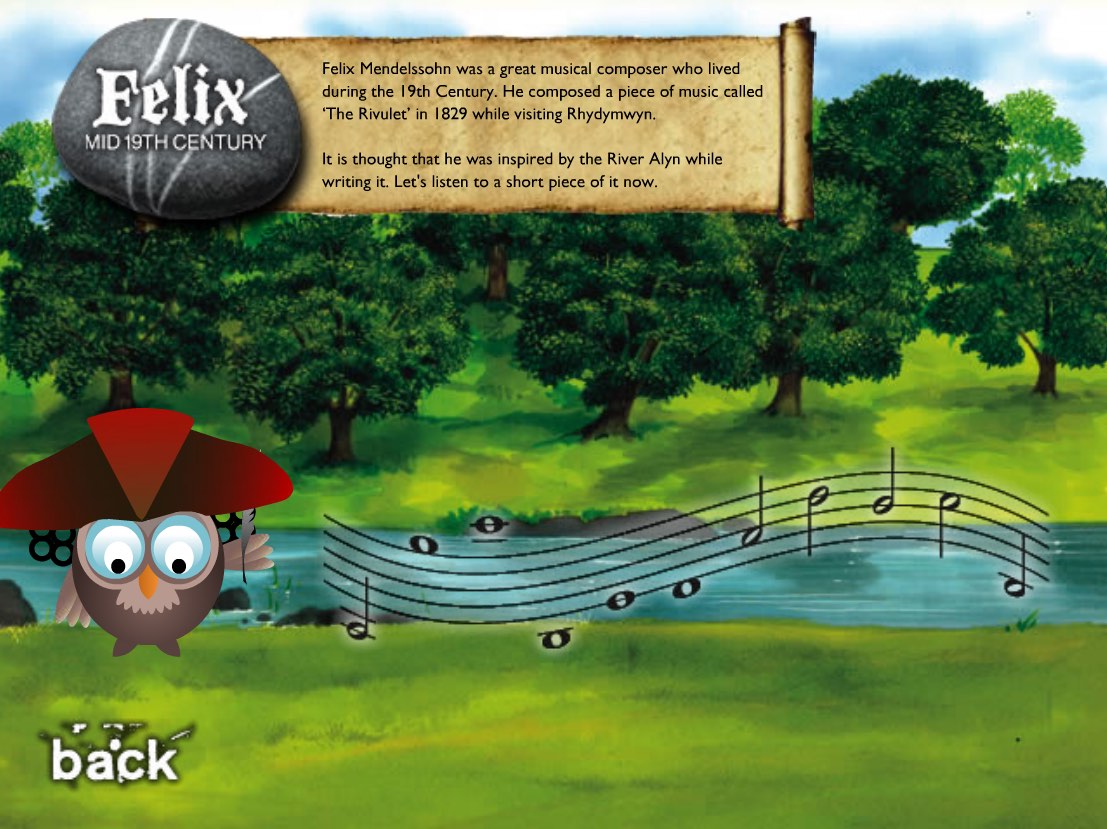 Felix
MID 19TH CENTURY
Felix Mendelssohn was a great musical composer who lived
during the 19th Century. He composed a piece of music called
‘The Rivulet’ in 1829 while visiting Rhydymwyn.
It is thought that he was inspired by the River Alyn while
writing it. Let's listen to a short piece of it now.
back